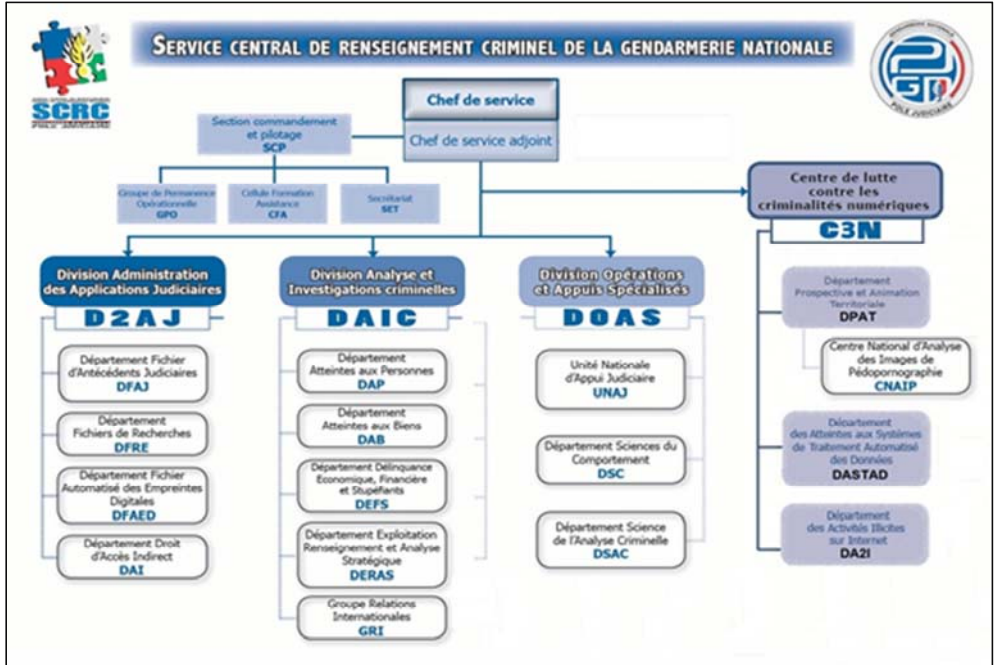 SERVICE CENTRAL DE RENSEIGNEMENT CRIMINEL DE LA GENDARMERIE NATIONALE
SCRC
POLE JUDICIAIRE
PJGN
POLE JUDICIAIRE
Chef de service
Chef de service adjoint
Section commandement
et pilotage
SCP
Groupe de Permanence
Opérationnelle
GPO
Cellule Formation
Assistance
CFA
Secrétariat
SET
Centre de lutte
contre les
criminalités numériques
C3N
Division Administration
des Applications Judiciaires
D2AJ
Département Fichier
d'Antécédents Judiciaires
DFAJ
Département
Fichiers de Recherches
DFRE
Département Fichier
Automatisé des Empreintes
Digitales
DFAED
Département Droit
d'Accès Indirect
DAI
Division Analyse et
Investigations criminelles
DAIC
Département
Atteintes aux Personnes
DAP
Département
Atteintes aux Biens
DAB
Département Délinquance
Economique, Financière
et Stupéfiants
DEFS
Département Exploitation
Renseignement et Analyse
Stratégique
DERAS
Groupe Relations
Internationales
GRI
Division Opérations
et Appuis Spécialisés
DOAS
Unité Nationale
d'Appui Judiciaire
UNAJ
Département Sciences du
Comportement
DSC
Département Science
de l'Analyse Criminelle
DSAC
Département
Prospective et Animation
Territoriale
DPAT
Centre National d'Analyse
des Images de
Pédopornographie
CNAIP
Département
des Atteintes aux Systèmes
de Traitement Automatisé
des Données
DASTAD
Département
des Activités Illicites
sur Internet
DA2I